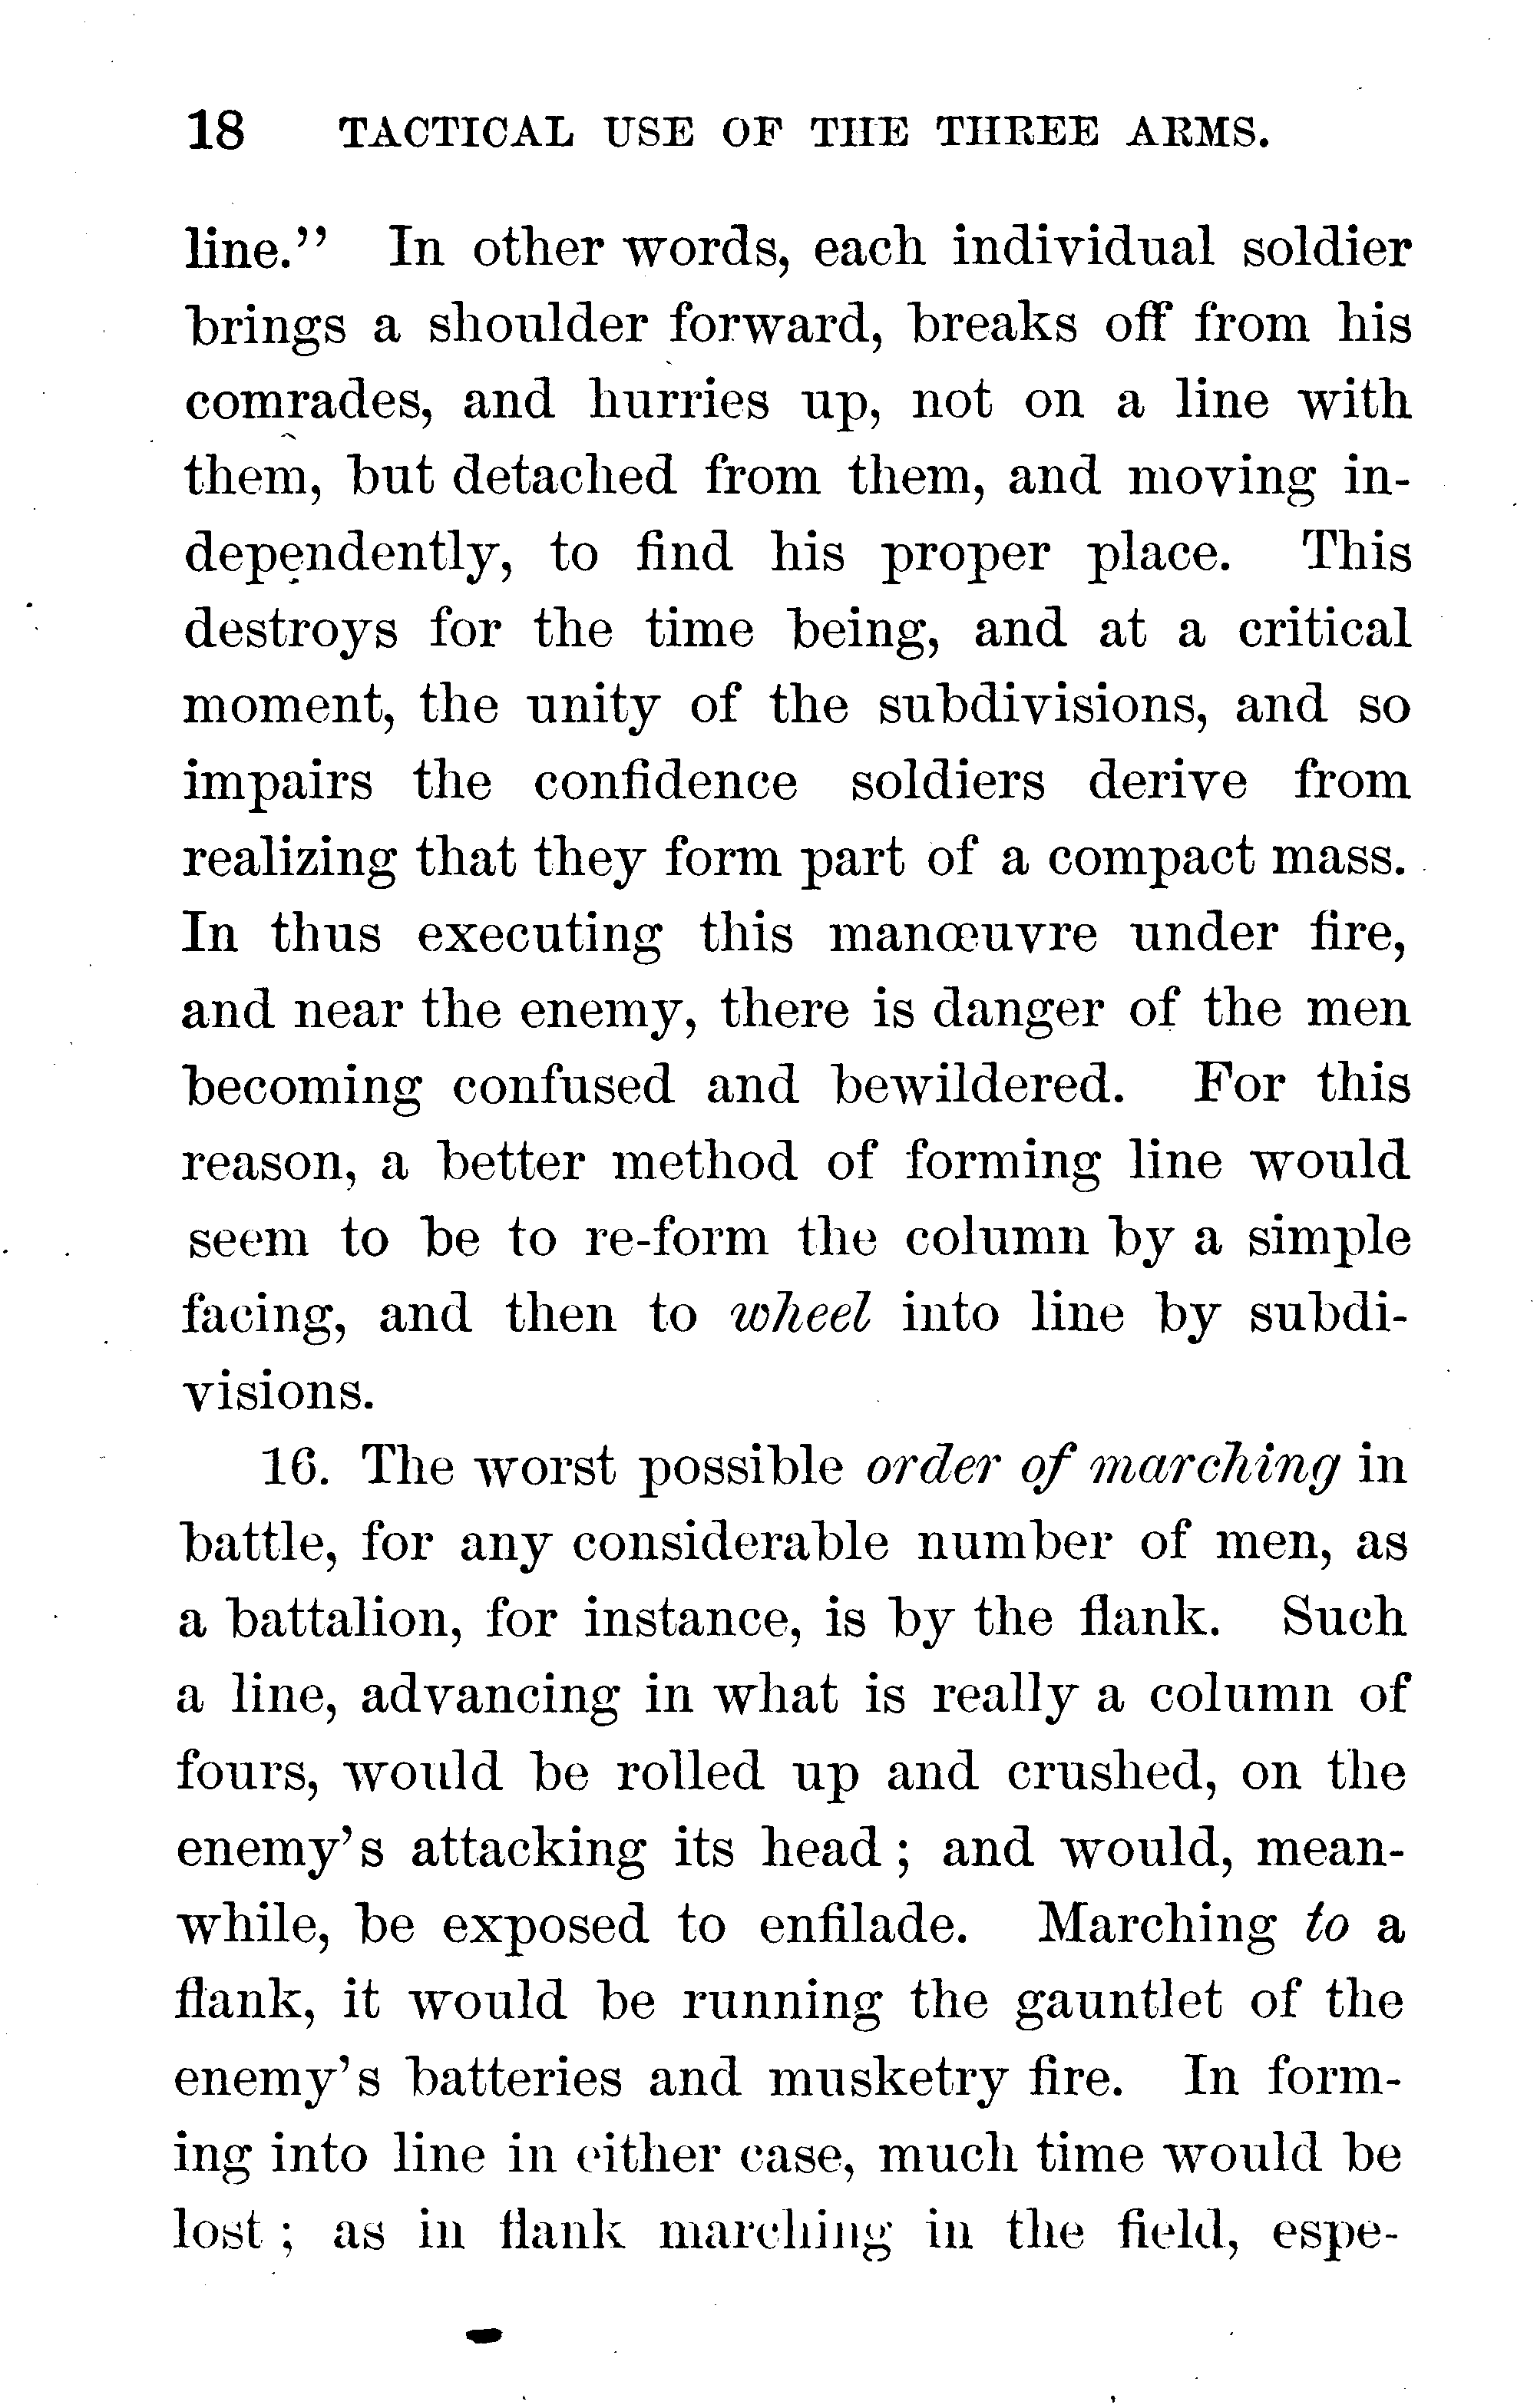 18 TACTICAL USE OF THE THREE ARMS.
line.” In other words, each individual soldier
brings a shoulder forward, breaks off from his
comrades, and hurries up, not on a line with
them, but detached from them, and moving in-
dependently, to find his proper place. This
destroys for the time being, and at a critical
moment, the unity of the subdivisions, and so
impairs the confidence soldiers derive from
realizing that they form part of a compact mass.
In thus executing this manœuvre under fire,
and near the enemy, there is danger of the men
becoming confused and bewildered. For this
reason, a better method of forming line would
seem to be to re-form the column by a simple
facing, and then to wheel into line by subdi-
visions.
16. The worst possible order of marching in
battle, for any considerable number of men, as
a battalion, for instance, is by the flank. Such
a line, advancing in what is really a column of
fours, would be rolled up and crushed, on the
enemy’s attacking its head; and would, mean-
while, be exposed to enfilade. Marching to a
flank, it would be running the gauntlet of the
enemy’s batteries and musketry fire. In form-
ing into line in either case, much time would be
lost; as in flank marching in the field, espe-